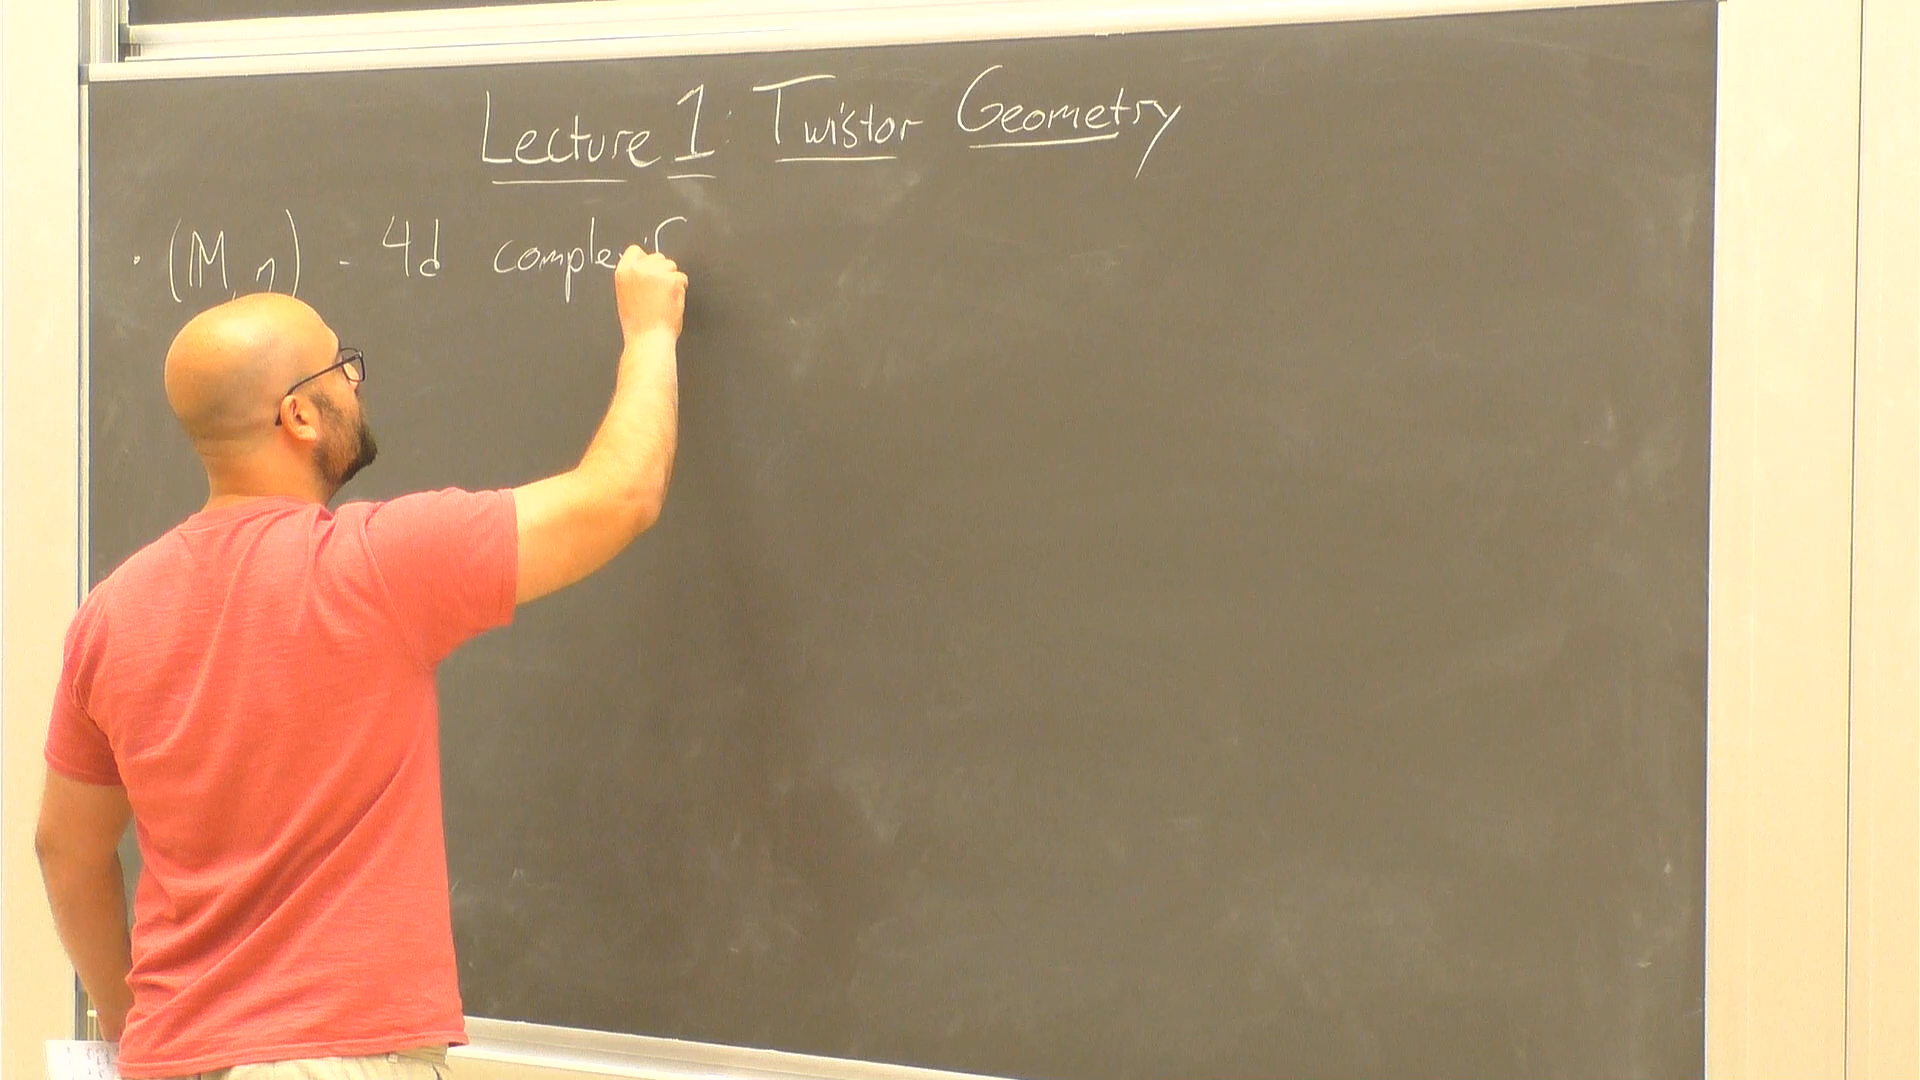 Lecture 1: Twistor Geometry
· (M, η) - 4d complexif